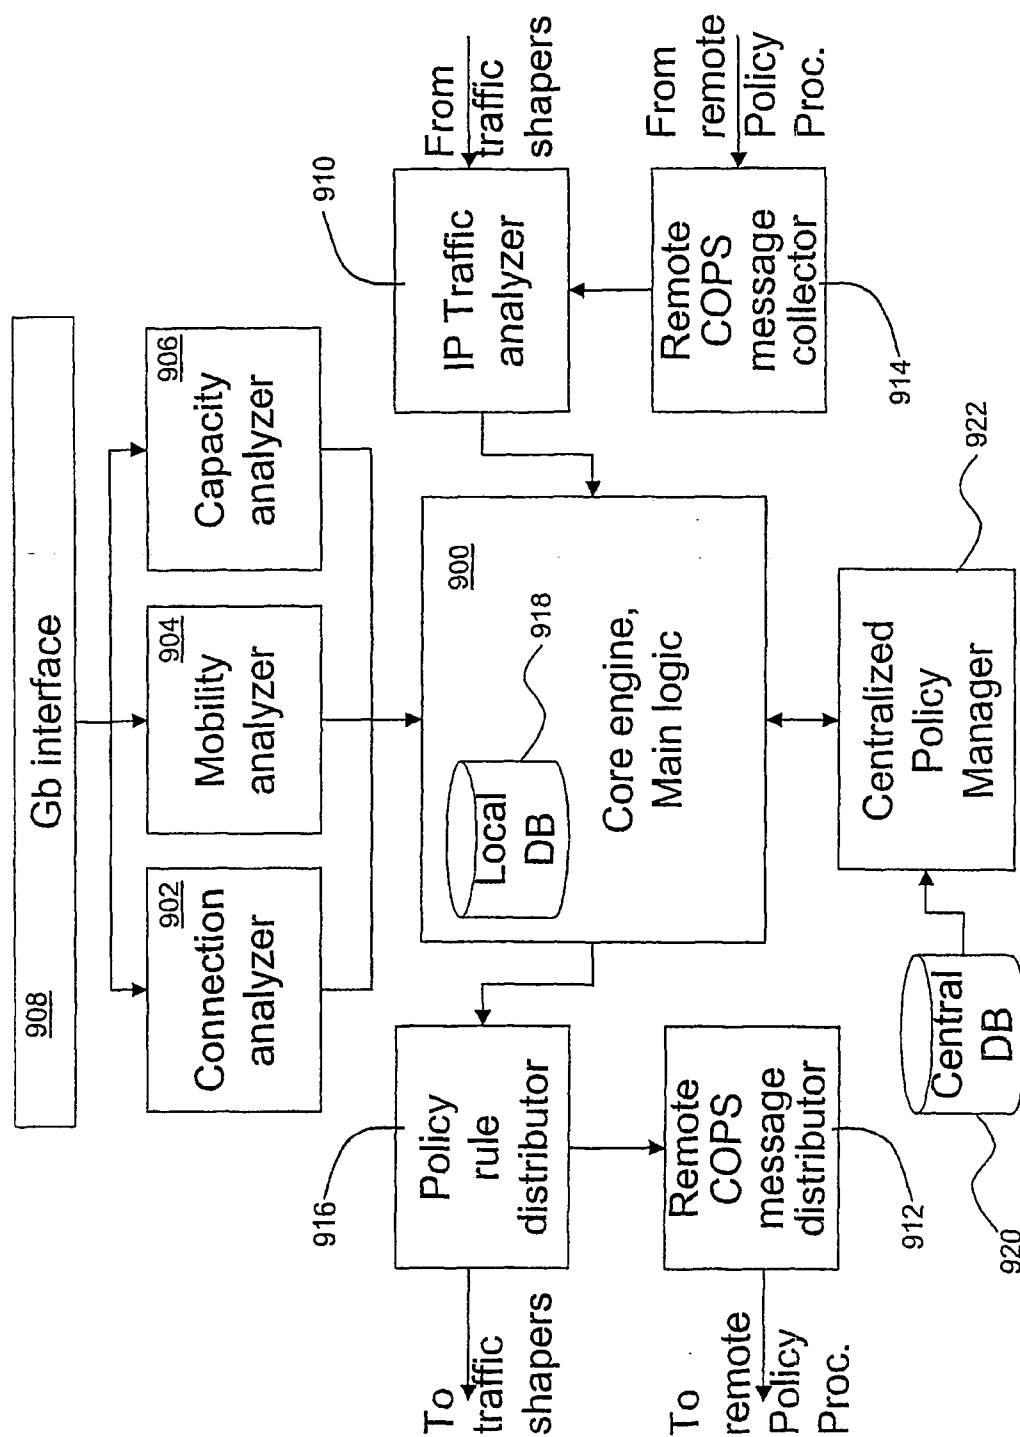 908
Gb interface
902
Connection
analyzer
904
Mobility
analyzer
906
Capacity
analyzer
916
Policy
rule
distributor
To
traffic
shapers
900
Local
DB
918
Core engine,
Main logic
910
IP Traffic
analyzer
From
traffic
shapers
Remote
COPS
message
distributor
912
To
remote
Policy
Proc.
Remote
COPS
message
collector
914
From
remote
Policy
Proc.
Centralized
Policy
Manager
922
Central
DB
920